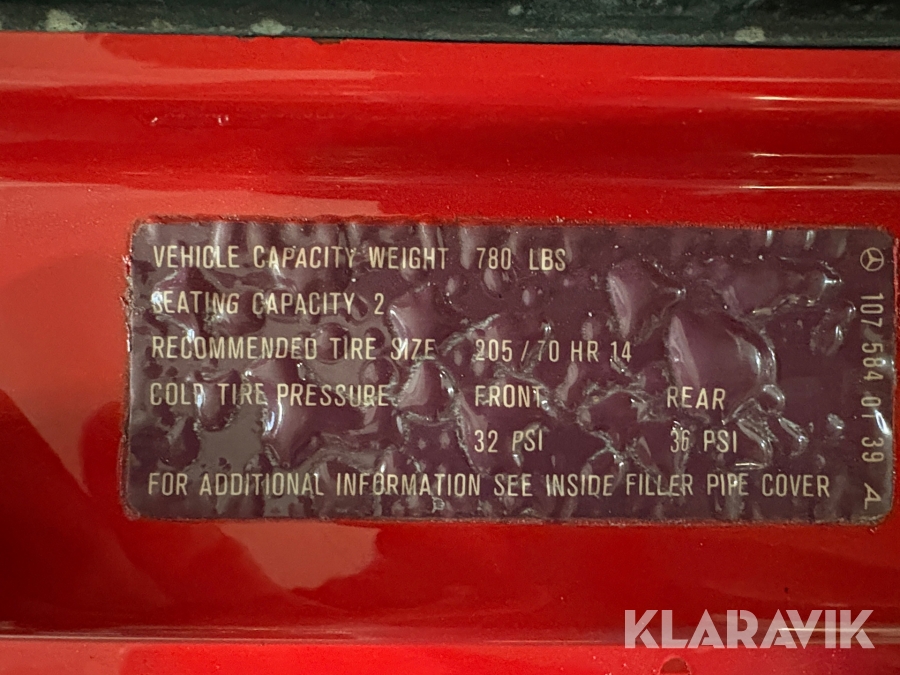 VEHICLE CAPACITY WEIGHT 780 LBS
SEATING CAPACITY 2
RECOMMENDED TIRE SIZE 205/70 HR 14
COLD TIRE PRESSURE FRONT REAR
32 PSI 36 PSI
FOR ADDITIONAL INFORMATION SEE INSIDE FILLER PIPE COVER
107 584 01 39 A
KLARAVIK